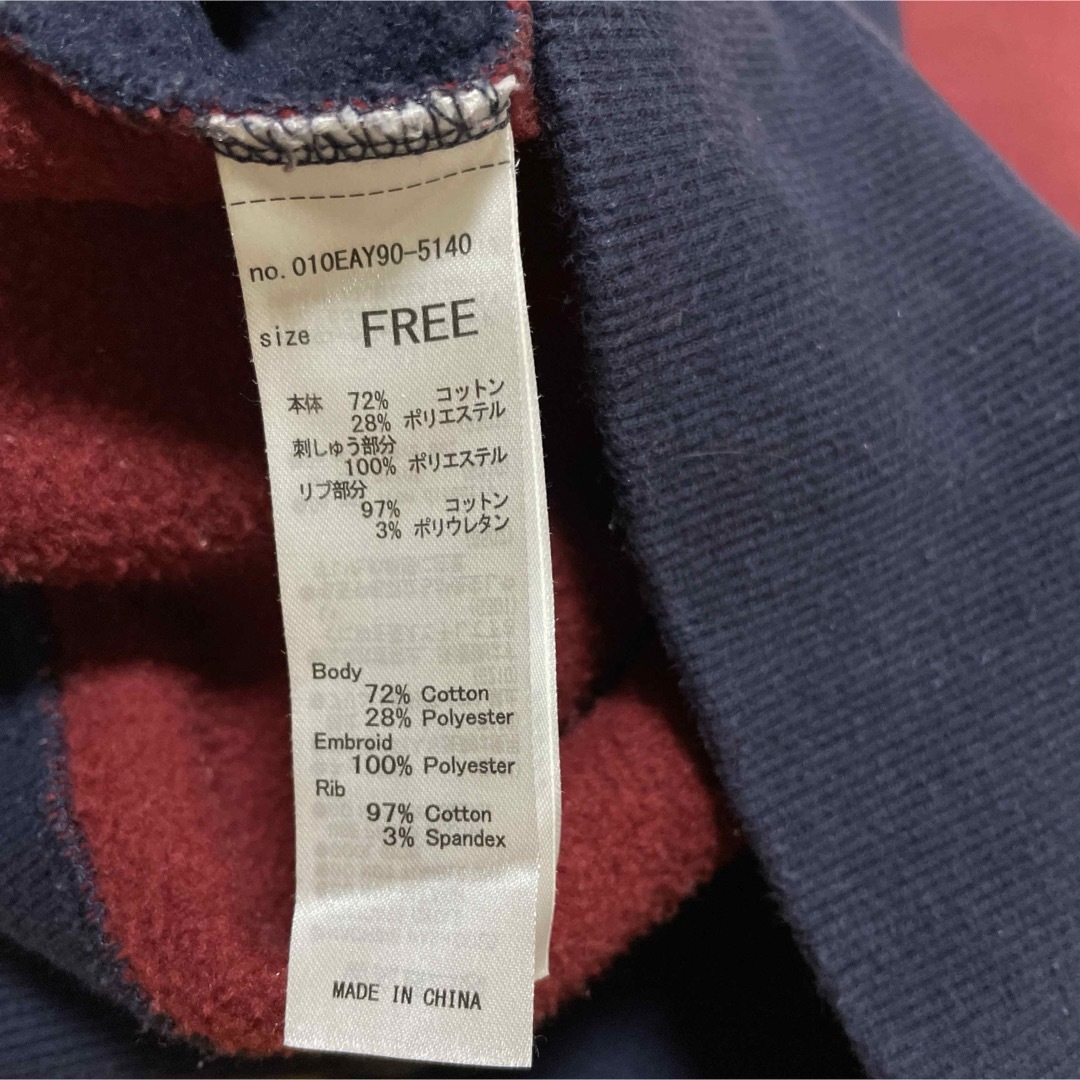 no. 010EAY90-5140
size FREE
本体 72% コットン
28% ポリエステル
刺しゅう部分
100% ポリエステル
リブ部分
97% コットン
3% ポリウレタン
Body
72% Cotton
28% Polyester
Embroid
100% Polyester
Rib
97% Cotton
3% Spandex
MADE IN CHINA